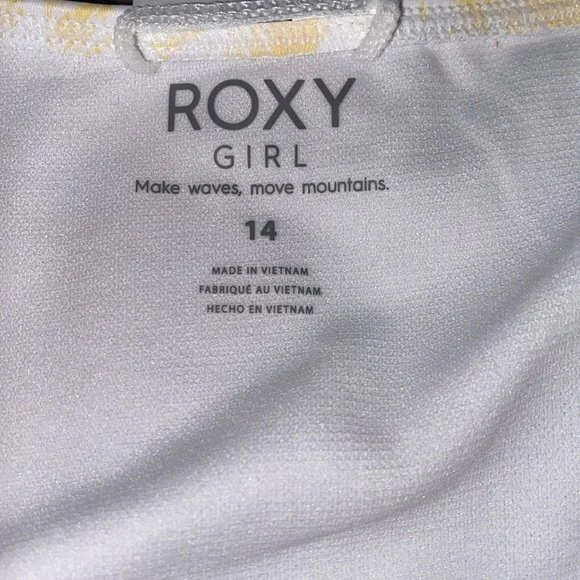 ROXY
GIRL
Make waves, move mountains.
14
MADE IN VIETNAM
FABRIQUÉ AU VIETNAM
HECHO EN VIETNAM